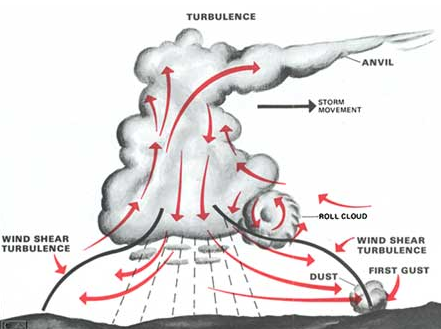 TURBULENCE
ANVIL
STORM
MOVEMENT
ROLL CLOUD
WIND SHEAR
TURBULENCE
WIND SHEAR
TURBULENCE
DUST
FIRST GUST